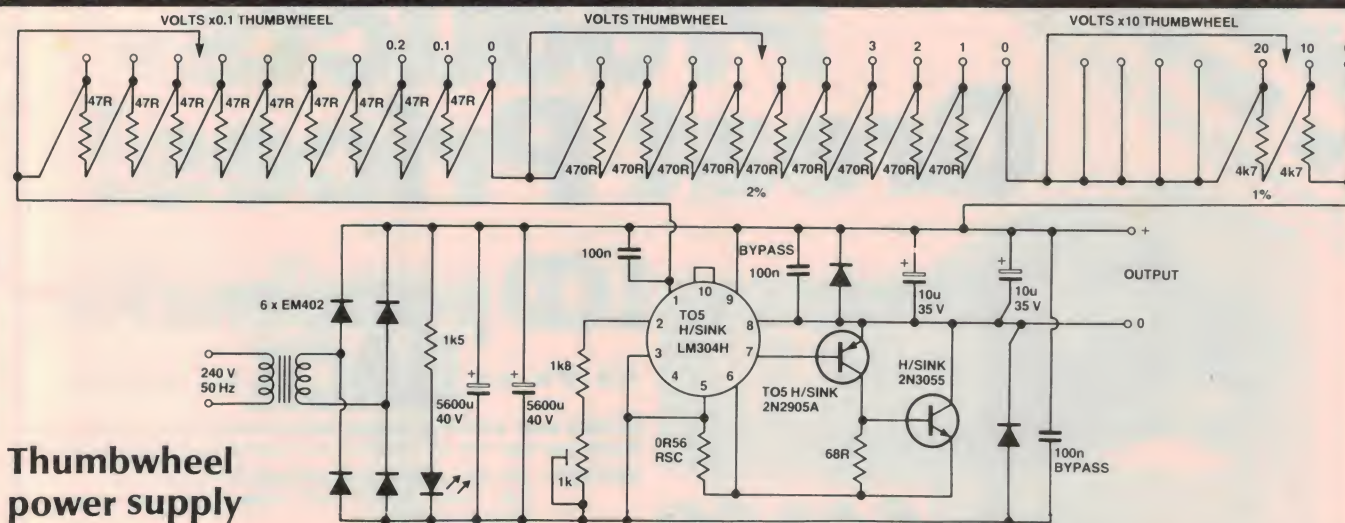 VOLTS x0.1 THUMBWHEEL
VOLTS THUMBWHEEL
VOLTS x10 THUMBWHEEL
0.2 0.1 0
3 2 1 0
20 10
47R 47R 47R 47R 47R 47R 47R 47R 47R
470R 470R 470R 470R 470R 470R 470R 470R 470R
4k7 4k7
2%
1%
6 x EM402
240 V
50 Hz
1k5
5600u
40 V
5600u
40 V
100n
1k8
1k
1 2 3 4 5 6 7 8 9 10
TO5
H/SINK
LM304H
0R56
RSC
BYPASS
100n
TO5 H/SINK
2N2905A
68R
H/SINK
2N3055
10u
35 V
10u
35 V
100n
BYPASS
+
OUTPUT
0
Thumbwheel
power supply